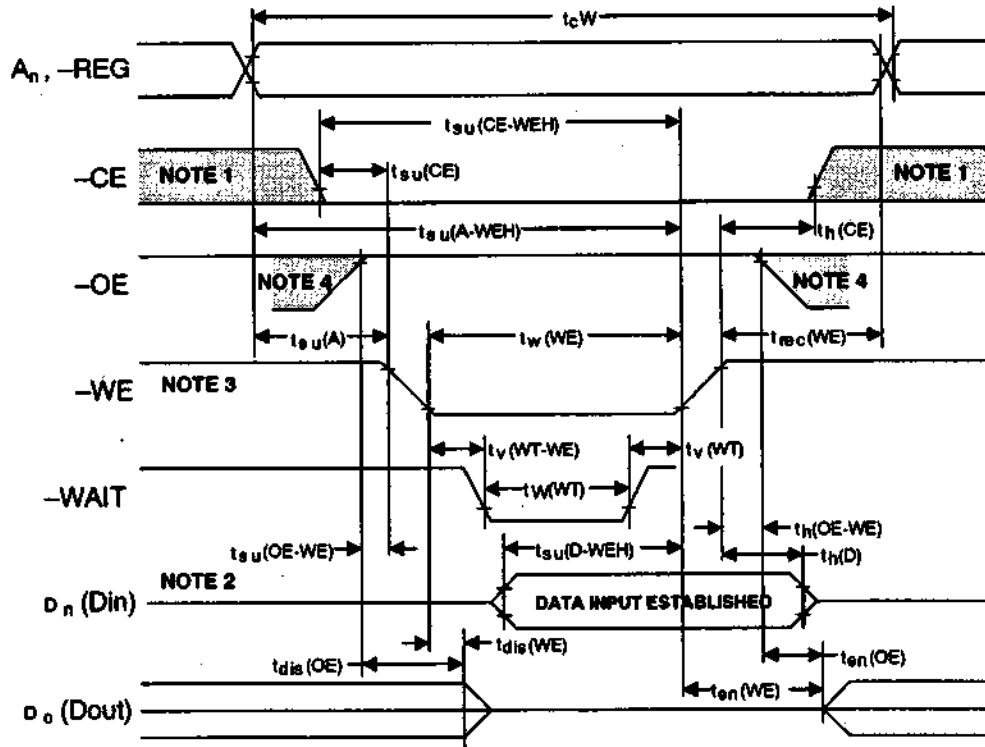 tcW
An, –REG
tsu(CE-WEH)
–CE NOTE 1 tsu(CE) NOTE 1
tsu(A-WEH) th(CE)
–OE NOTE 4 NOTE 4
tsu(A) tw(WE) trec(WE)
–WE NOTE 3
tv(WT-WE) tv(WT)
–WAIT tW(WT)
tsu(OE-WE) tsu(D-WEH) th(OE-WE)
th(D)
NOTE 2
Dn (Din) DATA INPUT ESTABLISHED
tdis(OE) tdis(WE) ten(OE)
ten(WE)
Do (Dout)